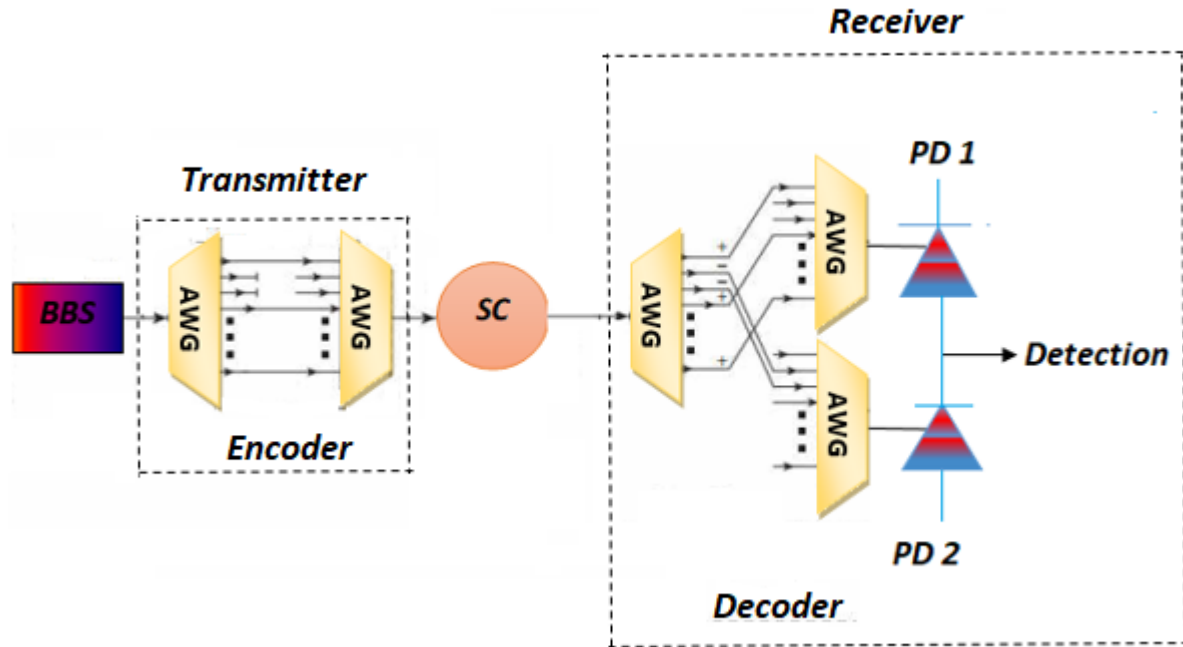 Receiver
Transmitter
PD 1
BBS
AWG
AWG
SC
AWG
+
−
−
+
+
AWG
AWG
Detection
Encoder
PD 2
Decoder